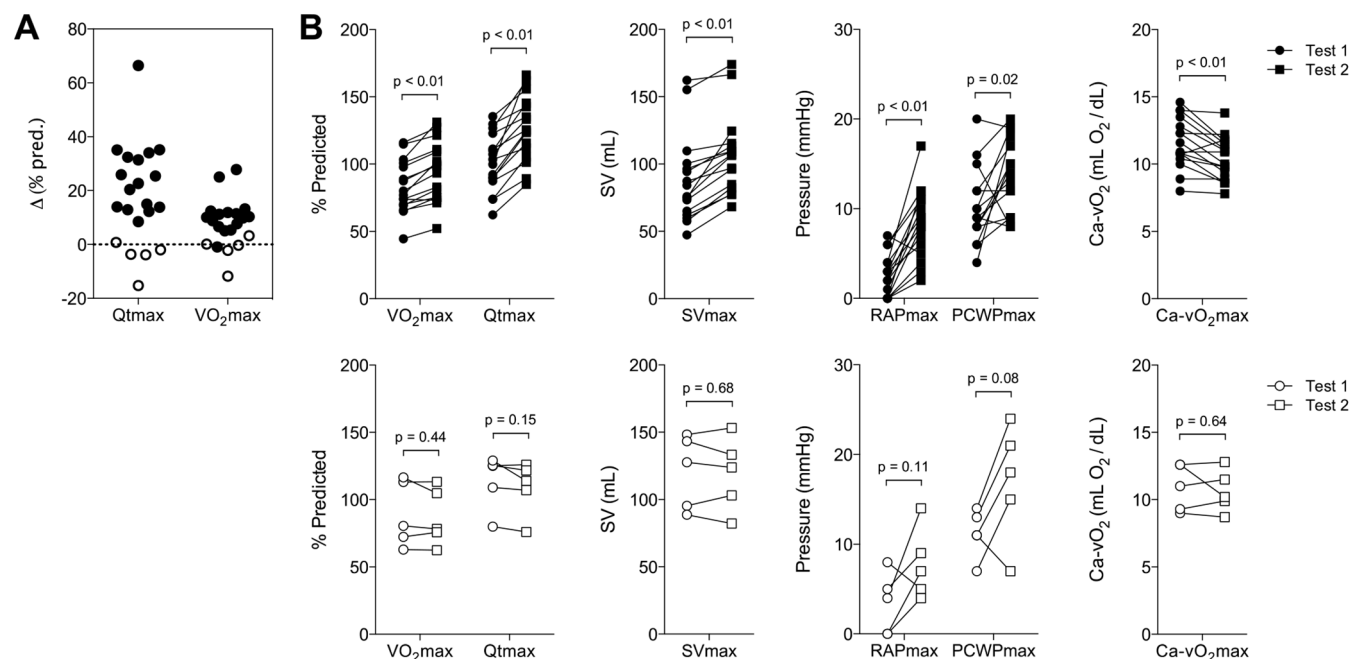 A
80
60
40
20
0
-20
Δ (% pred.)
Qtmax
VO2max
B
200
150
100
50
0
% Predicted
p < 0.01
p < 0.01
VO2max
Qtmax
200
150
100
50
0
SV (mL)
p < 0.01
SVmax
30
20
10
0
Pressure (mmHg)
p < 0.01
p = 0.02
RAPmax
PCWPmax
20
15
10
5
0
Ca-vO2 (mL O2 / dL)
p < 0.01
Ca-vO2max
Test 1
Test 2
200
150
100
50
0
% Predicted
p = 0.44
p = 0.15
VO2max
Qtmax
200
150
100
50
0
SV (mL)
p = 0.68
SVmax
30
20
10
0
Pressure (mmHg)
p = 0.11
p = 0.08
RAPmax
PCWPmax
20
15
10
5
0
Ca-vO2 (mL O2 / dL)
p = 0.64
Ca-vO2max
Test 1
Test 2